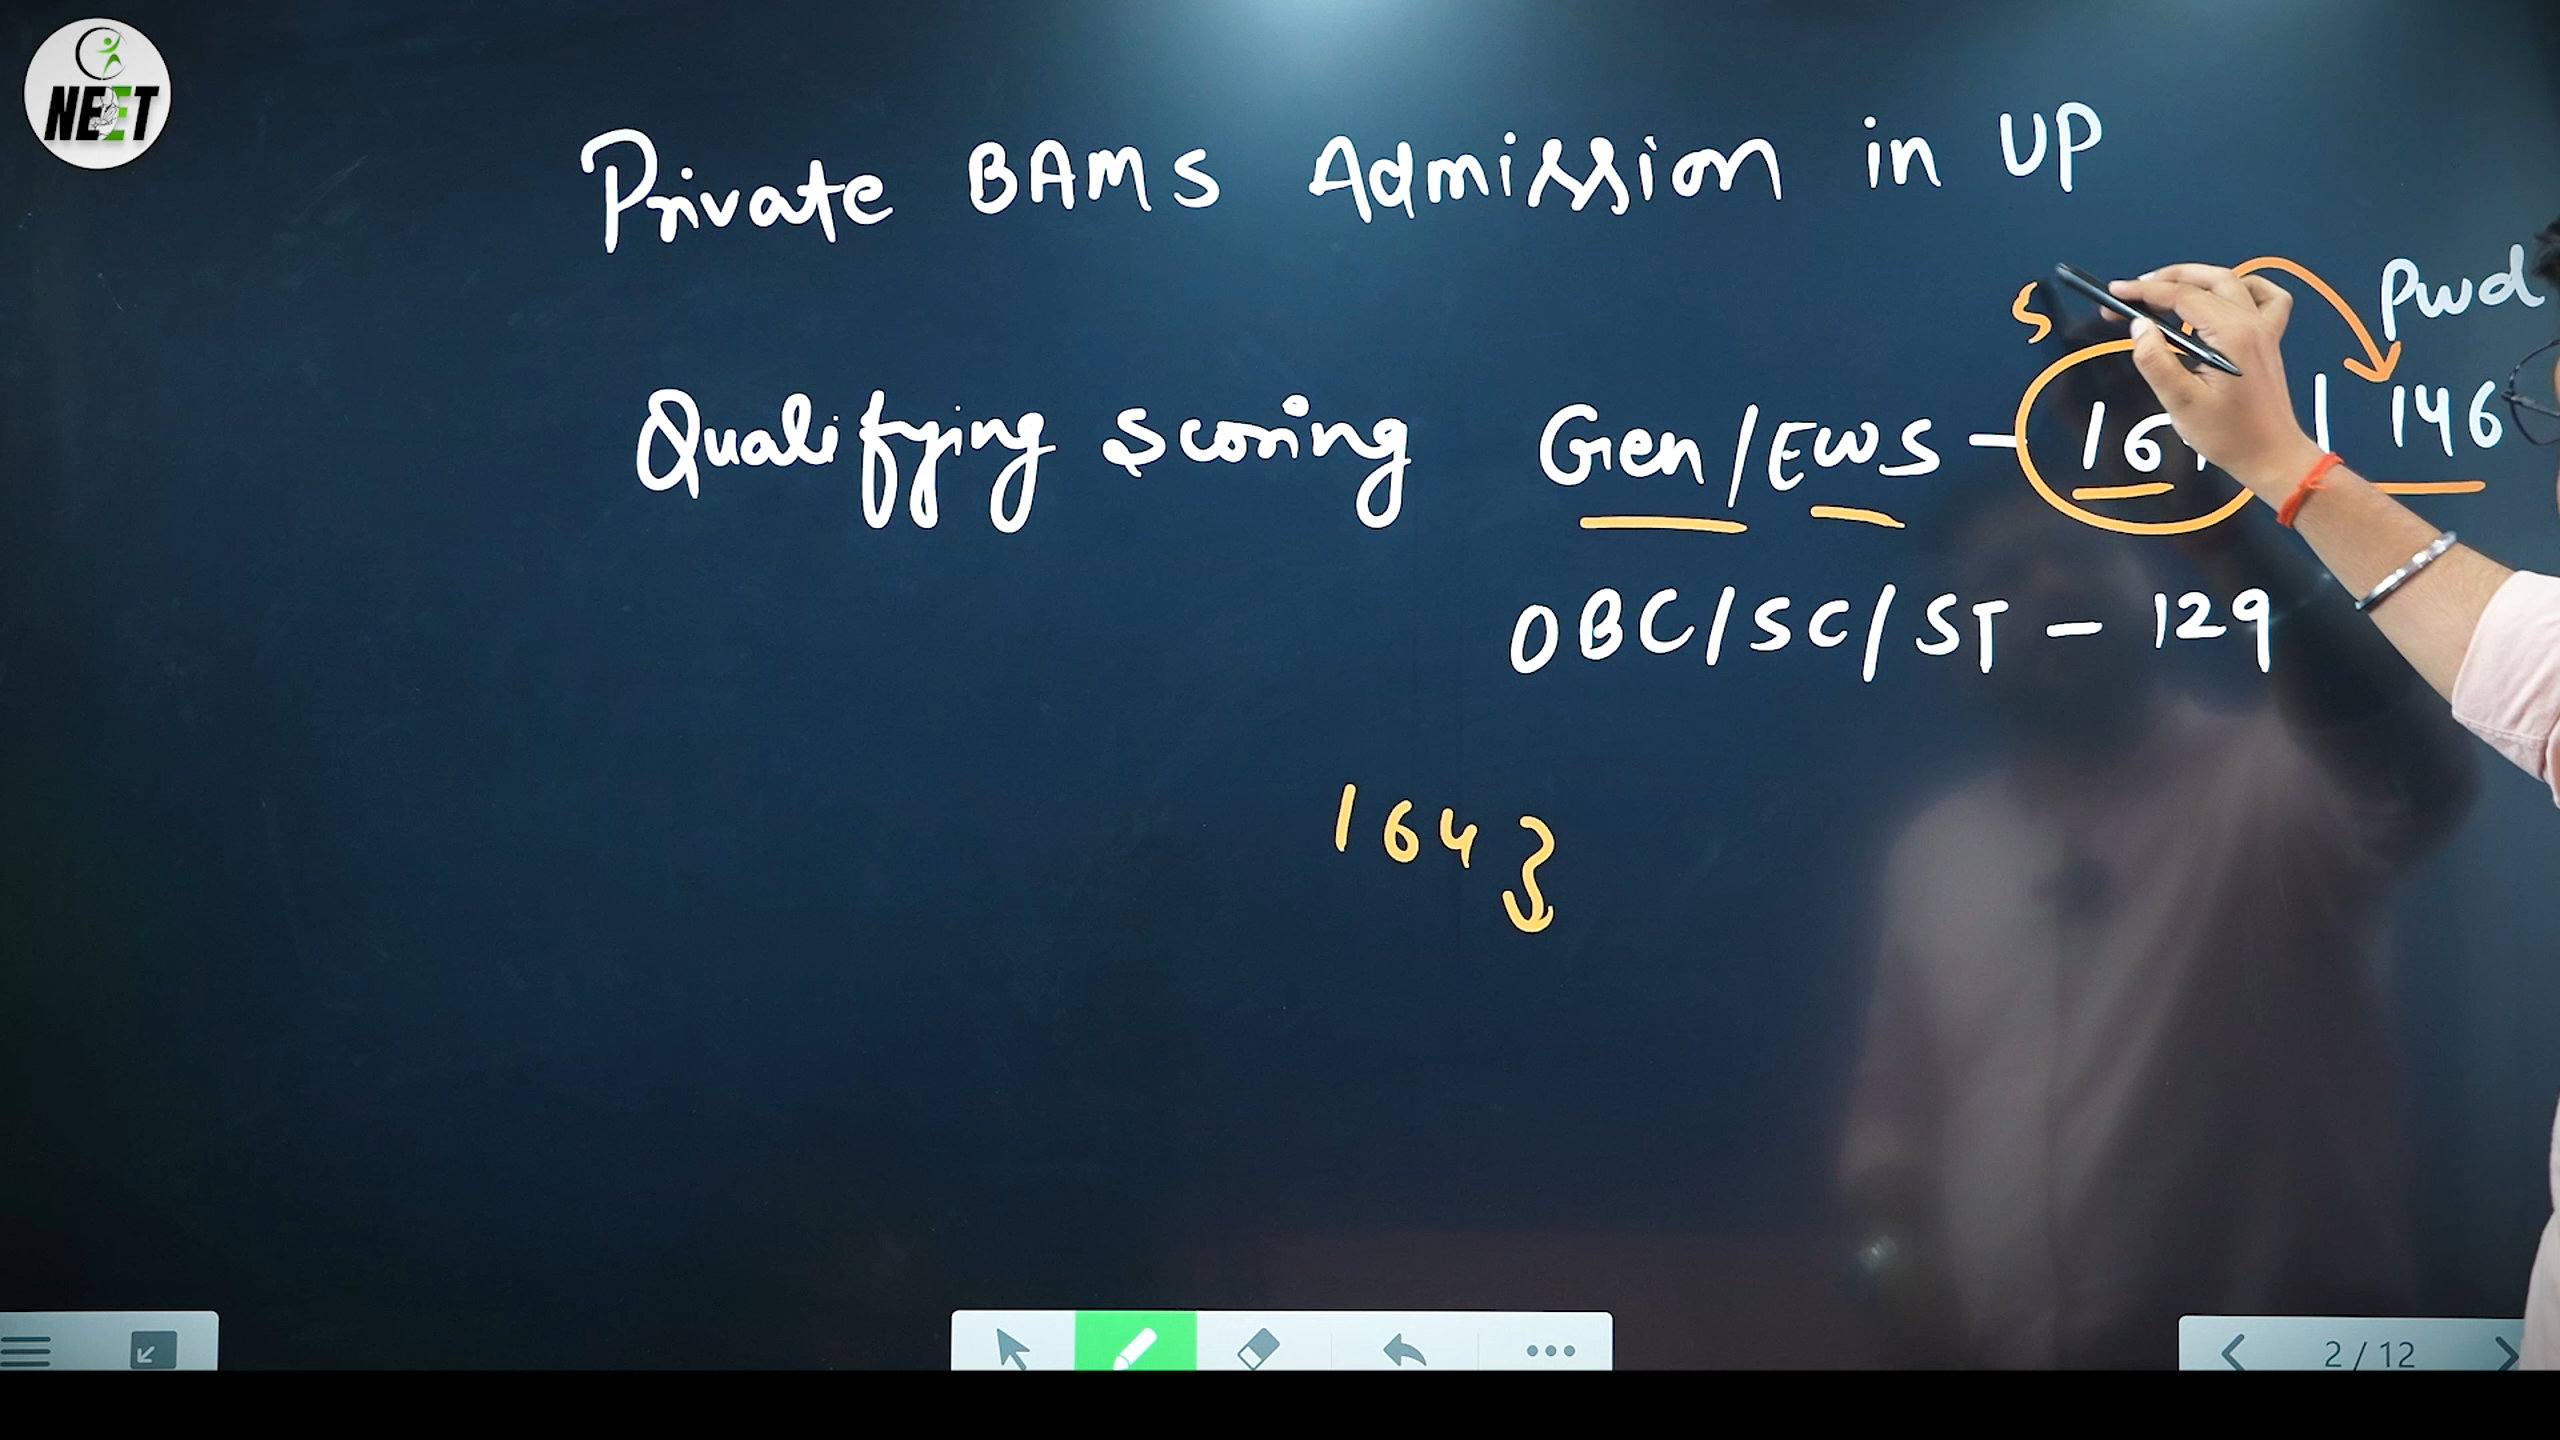 NEET
Private BAMS Admission in UP
Pwd
Qualifying Scoring Gen/EWS - | 146
OBC/SC/ST - 129
164
2 / 12